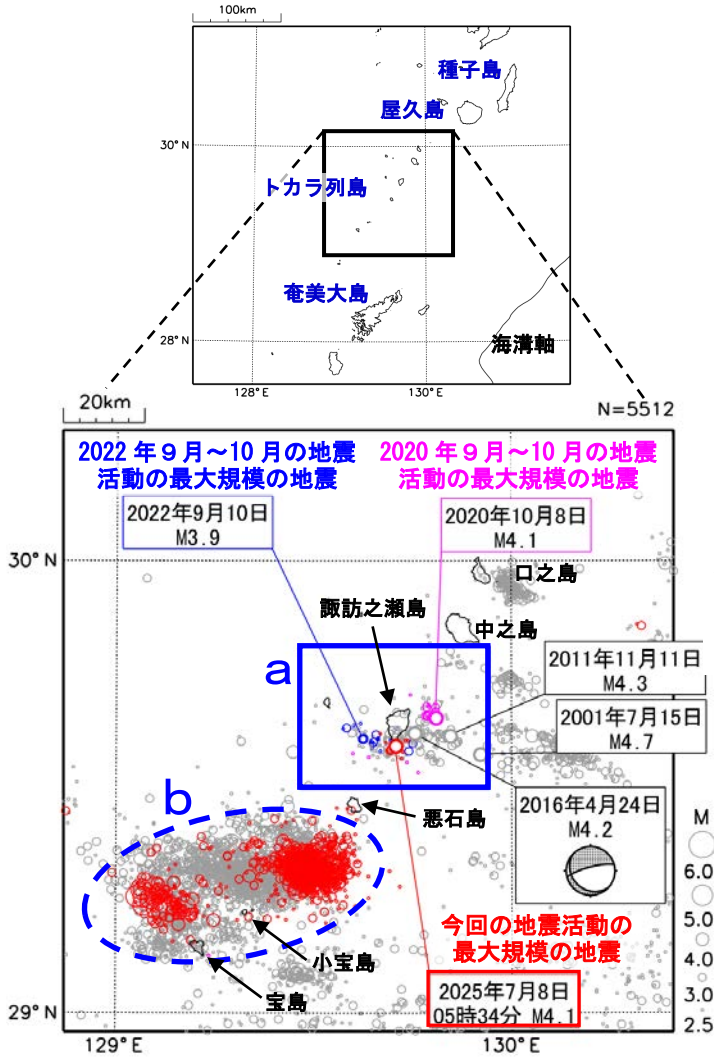 100km
種子島
屋久島
30°N
トカラ列島
奄美大島
28°N
海溝軸
128°E
130°E
20km
N=5512
2022年9月~10月の地震
活動の最大規模の地震
2020年9月~10月の地震
活動の最大規模の地震
2022年9月10日
M3.9
2020年10月8日
M4.1
30°N
口之島
諏訪之瀬島
中之島
a
2011年11月11日
M4.3
2001年7月15日
M4.7
b
悪石島
2016年4月24日
M4.2
M
6.0
5.0
4.0
3.0
2.5
今回の地震活動の
最大規模の地震
小宝島
宝島
2025年7月8日
05時34分 M4.1
29°N
129°E
130°E